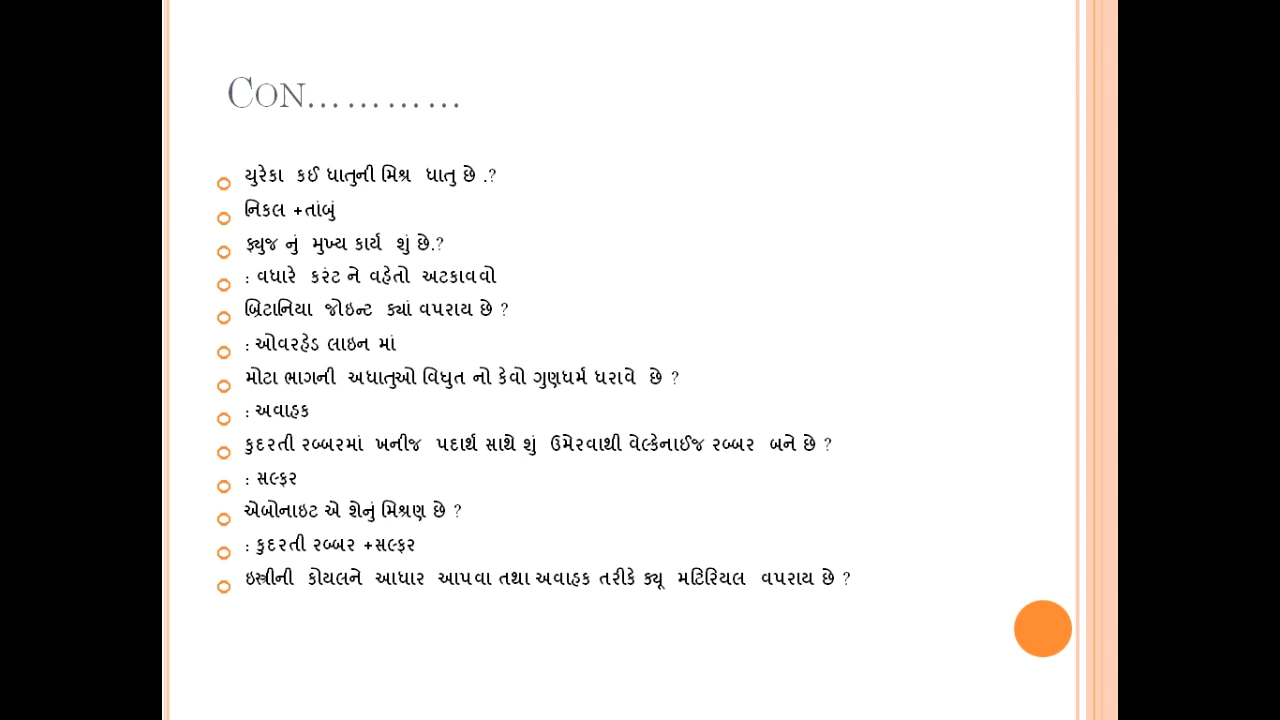 CON…………
યુરેકા કઈ ધાતુની મિશ્ર ધાતુ છે .?
નિકલ +તાંબું
ફ્યુજ નું મુખ્ય કાર્ય શું છે.?
: વધારે કરંટ ને વહેતો અટકાવવો
બ્રિટાનિયા જોઇન્ટ ક્યાં વપરાય છે ?
: ઓવરહેડ લાઇન માં
મોટા ભાગની અધાતુઓ વિધુત નો કેવો ગુણધર્મ ધરાવે છે ?
: અવાહક
કુદરતી રબ્બરમાં ખનીજ પદાર્થ સાથે શું ઉમેરવાથી વેલ્કેનાઈજ રબ્બર બને છે ?
: સલ્ફર
એબોનાઇટ એ શેનું મિશ્રણ છે ?
: કુદરતી રબ્બર +સલ્ફર
ઇસ્ત્રીની કોયલને આધાર આપવા તથા અવાહક તરીકે ક્યૂ મટિરિયલ વપરાય છે ?